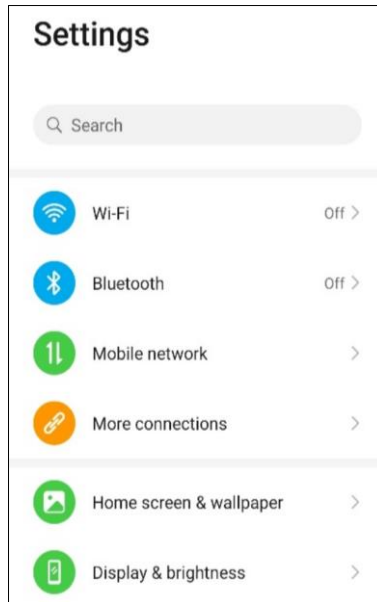 Settings
Search
Wi-Fi Off
Bluetooth Off
Mobile network
More connections
Home screen & wallpaper
Display & brightness